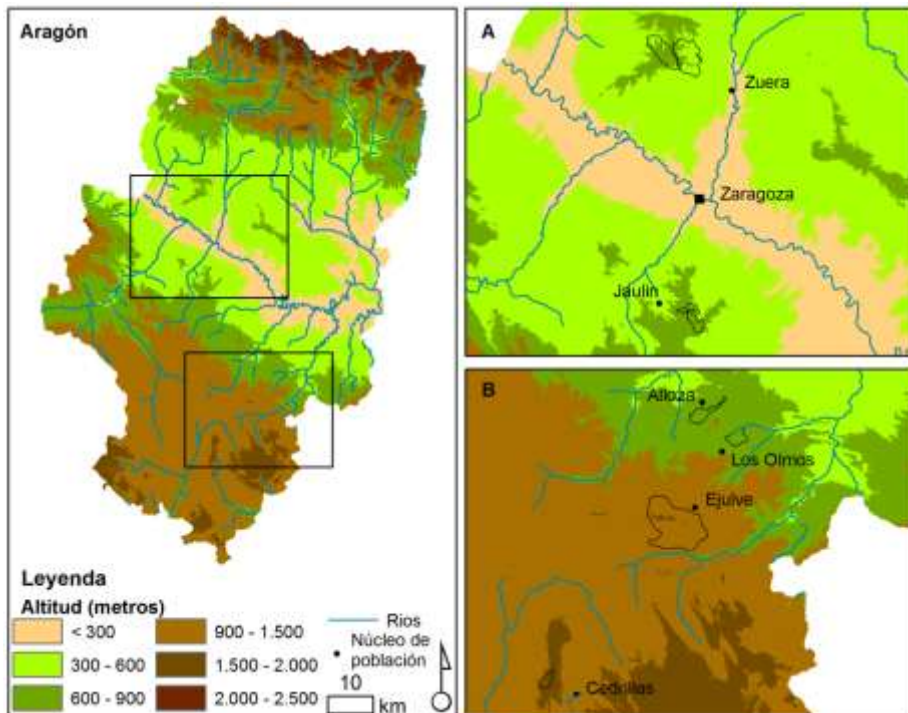 Aragón
Leyenda
Altitud (metros)
< 300
300 - 600
600 - 900
900 - 1.500
1.500 - 2.000
2.000 - 2.500
Ríos
Núcleo de
población
10
km
A
Zuera
Zaragoza
Jaulín
B
Alloza
Los Olmos
Ejulve
Cedrillas